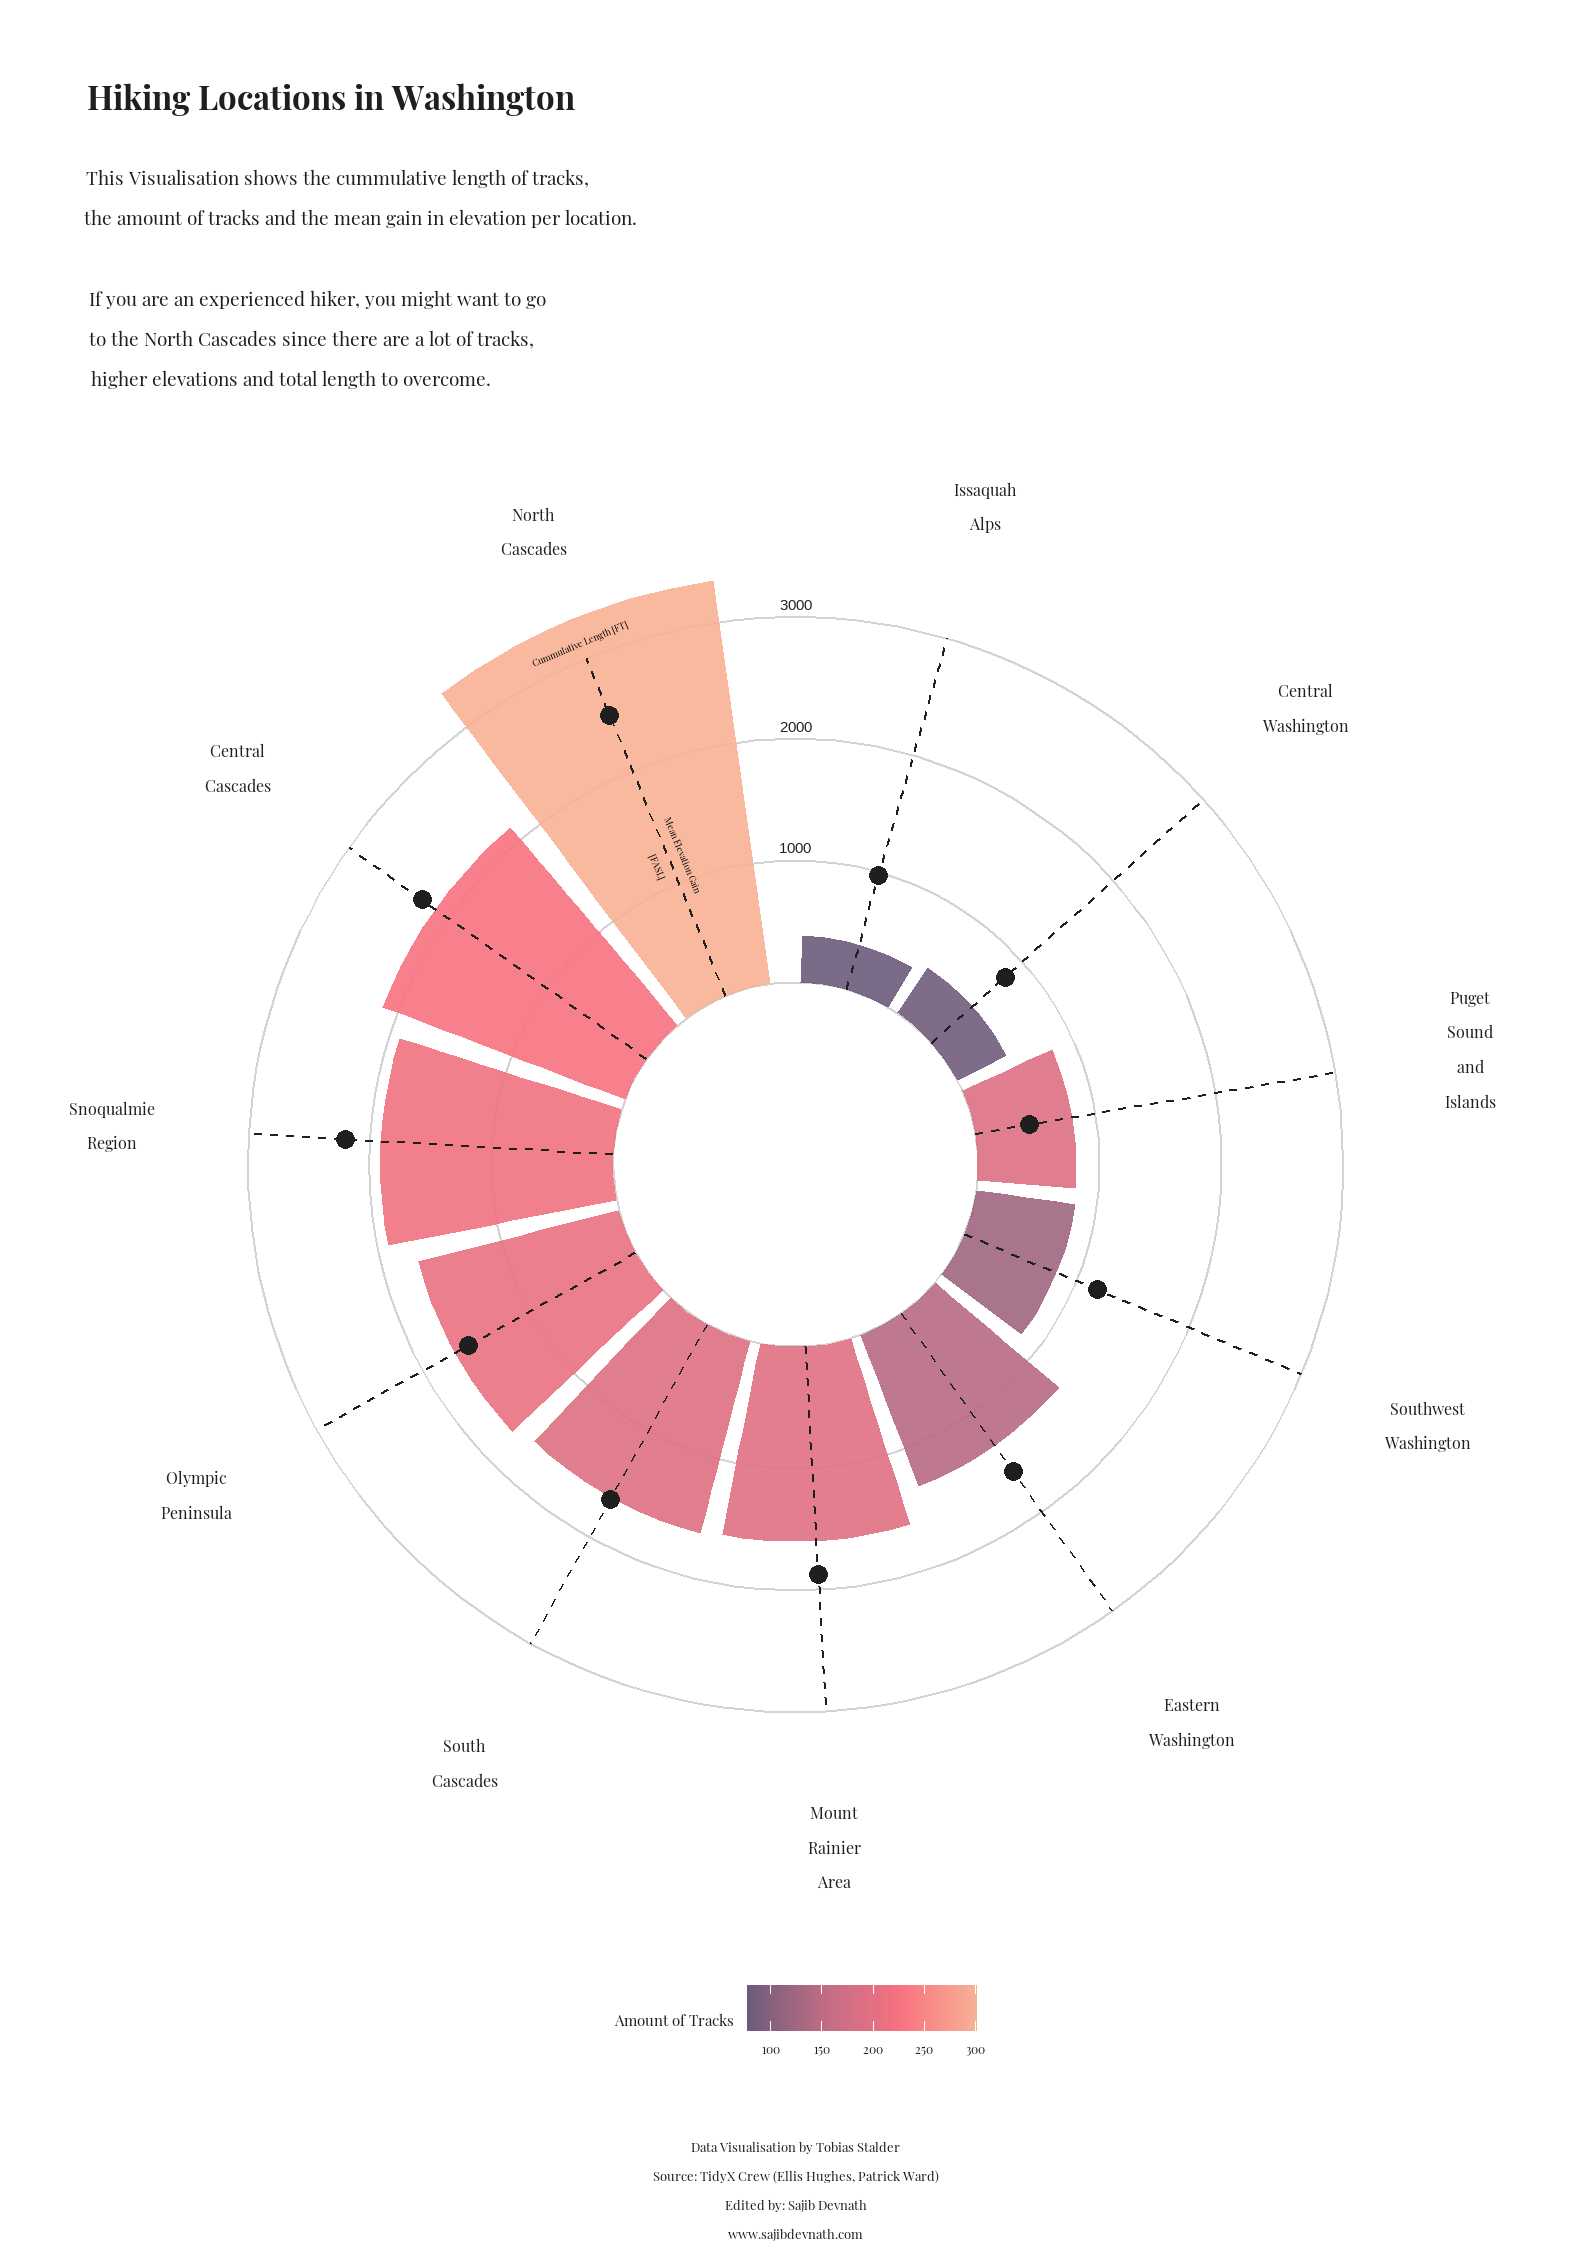 Hiking Locations in Washington
This Visualisation shows the cummulative length of tracks,
the amount of tracks and the mean gain in elevation per location.
If you are an experienced hiker, you might want to go
to the North Cascades since there are a lot of tracks,
higher elevations and total length to overcome.
Issaquah
Alps
North
Cascades
3000
Cummulative Length [FT]
Central
Washington
2000
Central
Cascades
1000
Mean Elevation Gain
[FASL]
Puget
Sound
and
Islands
Snoqualmie
Region
Southwest
Washington
Olympic
Peninsula
Eastern
Washington
South
Cascades
Mount
Rainier
Area
Amount of Tracks
100 150 200 250 300
Data Visualisation by Tobias Stalder
Source: TidyX Crew (Ellis Hughes, Patrick Ward)
Edited by: Sajib Devnath
www.sajibdevnath.com